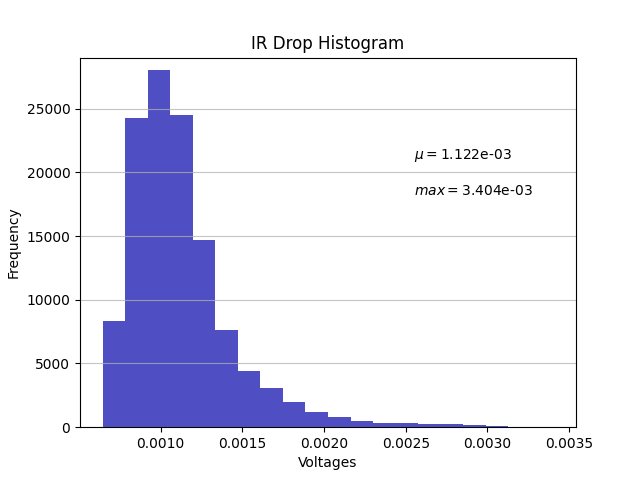 IR Drop Histogram
25000
20000
15000
10000
5000
0
Frequency
μ = 1.122e-03
max = 3.404e-03
0.0010 0.0015 0.0020 0.0025 0.0030 0.0035
Voltages